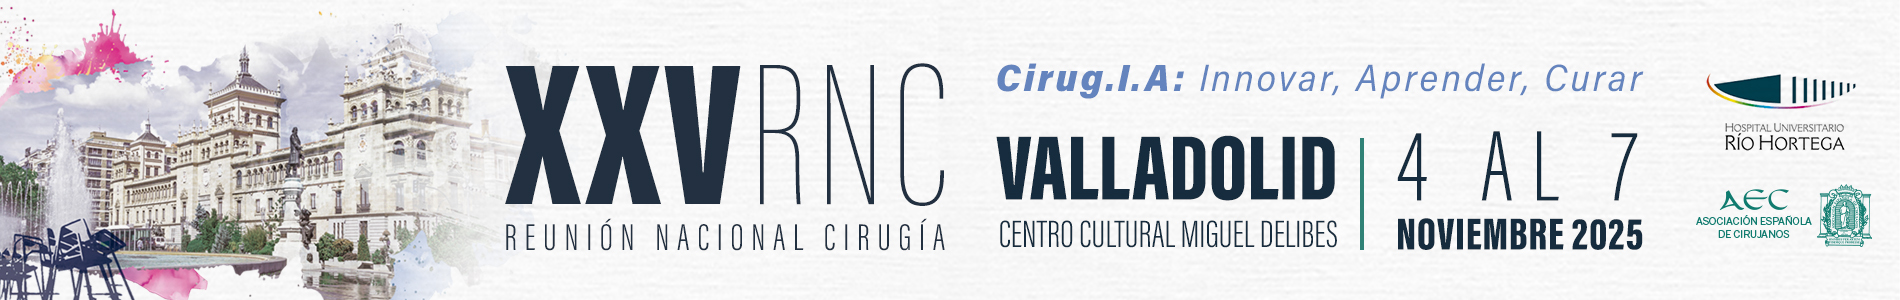 XXV RNC
REUNIÓN NACIONAL CIRUGÍA
Cirug.I.A: Innovar, Aprender, Curar
VALLADOLID
CENTRO CULTURAL MIGUEL DELIBES
4 AL 7
NOVIEMBRE 2025
HOSPITAL UNIVERSITARIO
RÍO HORTEGA
AEC
ASOCIACIÓN ESPAÑOLA
DE CIRUJANOS